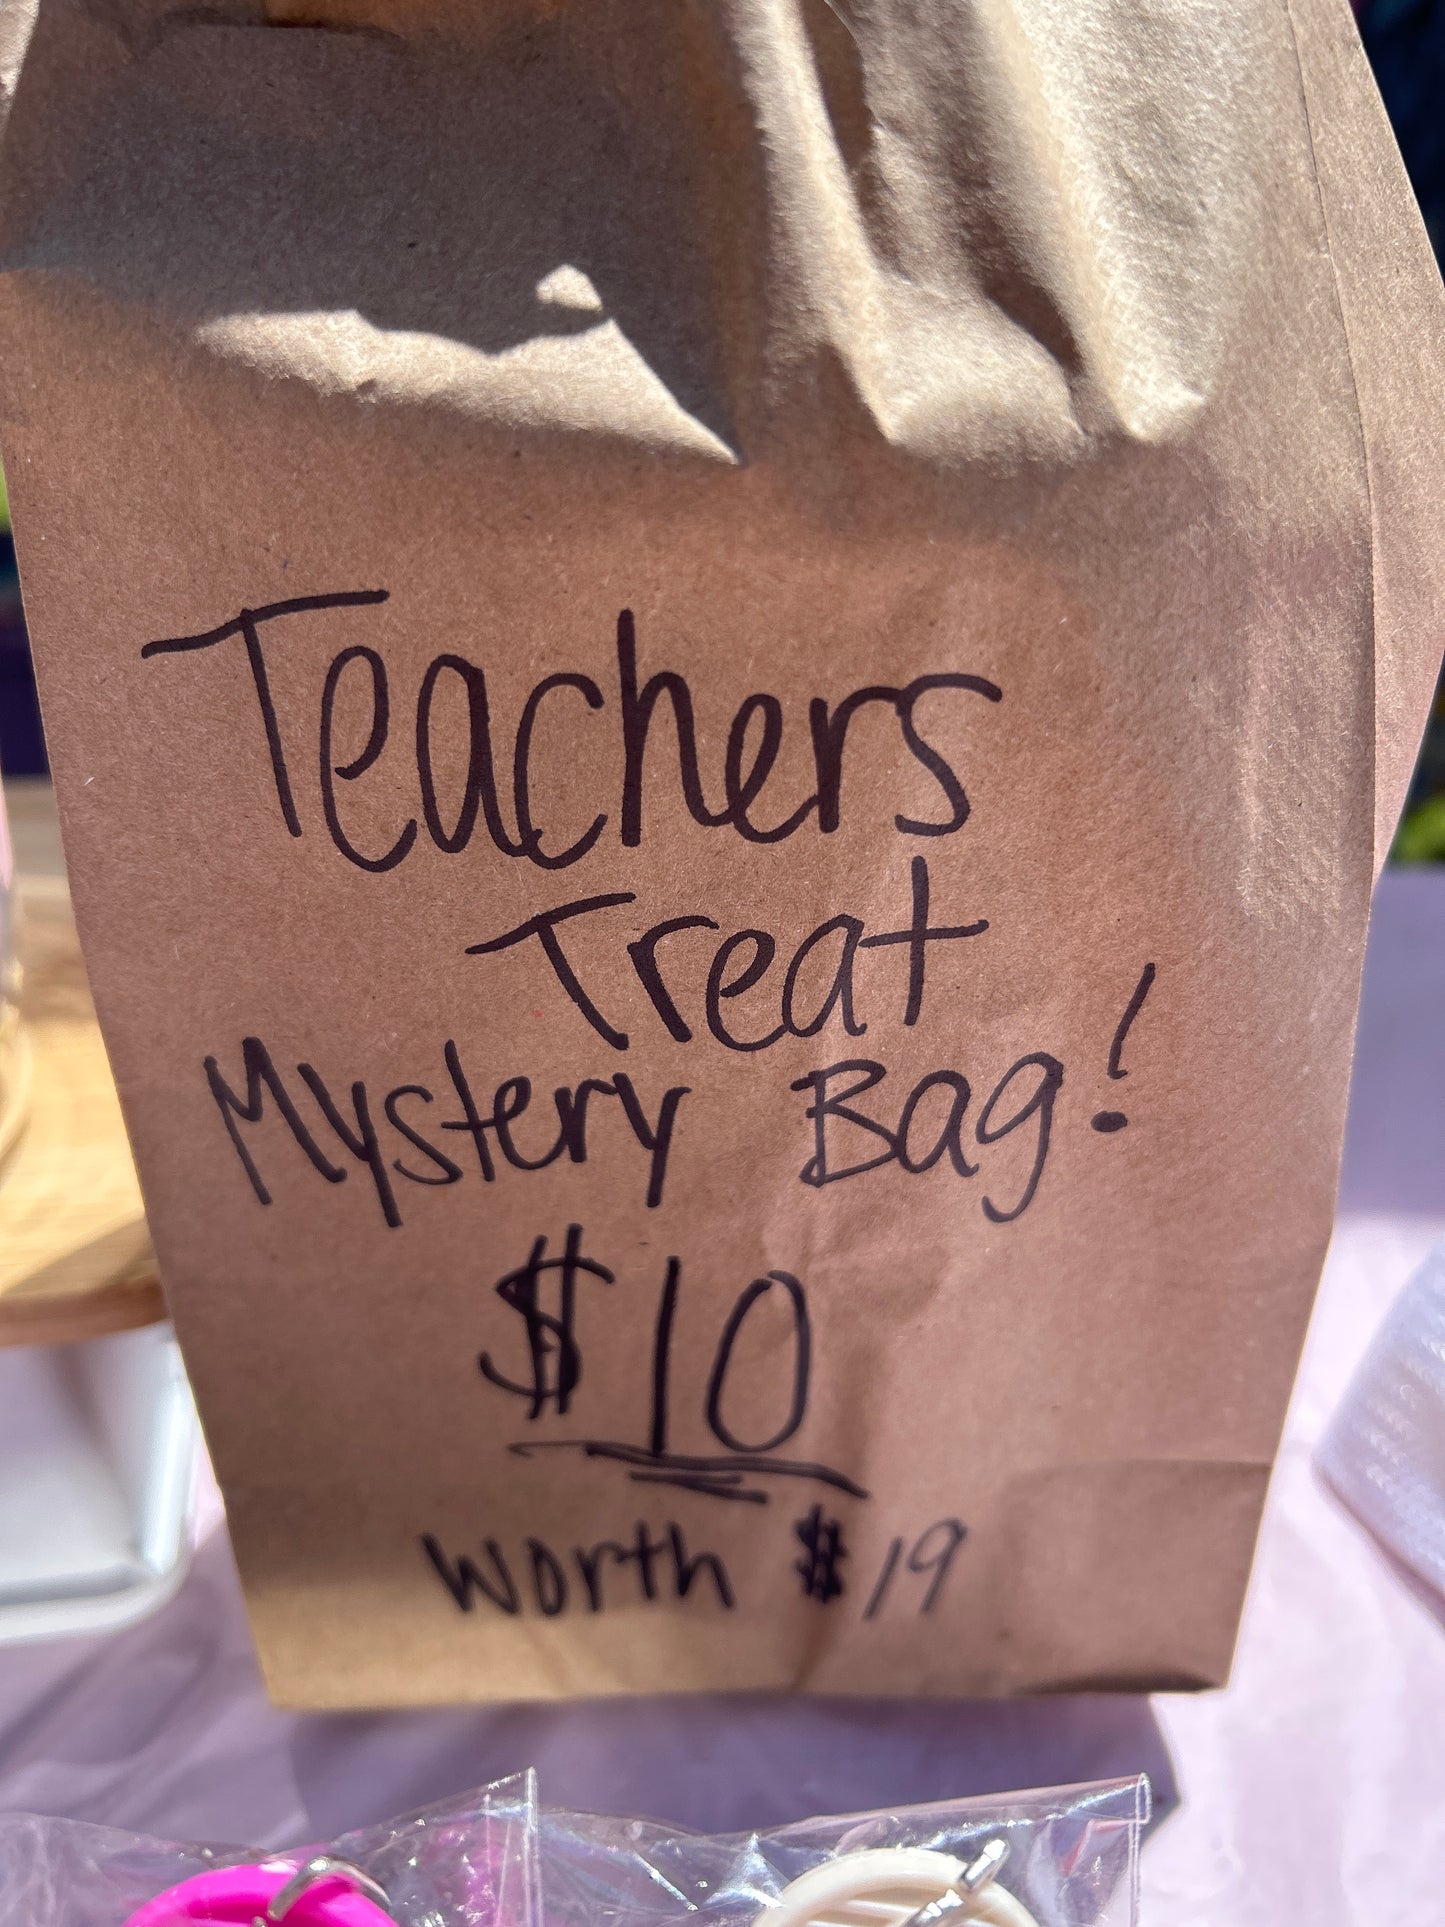 Teachers
Treat
Mystery Bag!
$10
Worth $19